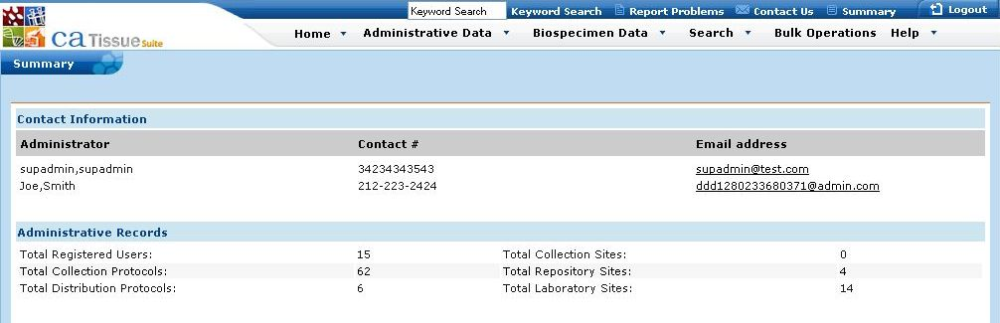 Keyword Search Keyword Search Report Problems Contact Us Summary Logout
ca Tissue Suite
Home Administrative Data Biospecimen Data Search Bulk Operations Help
Summary
Contact Information
Administrator Contact # Email address
supadmin,supadmin 34234343543 supadmin@test.com
Joe,Smith 212-223-2424 ddd1280233680371@admin.com
Administrative Records
Total Registered Users: 15 Total Collection Sites: 0
Total Collection Protocols: 62 Total Repository Sites: 4
Total Distribution Protocols: 6 Total Laboratory Sites: 14